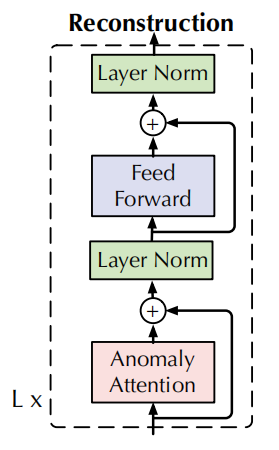 Reconstruction
Layer Norm
+
Feed
Forward
Layer Norm
+
Anomaly
Attention
L x